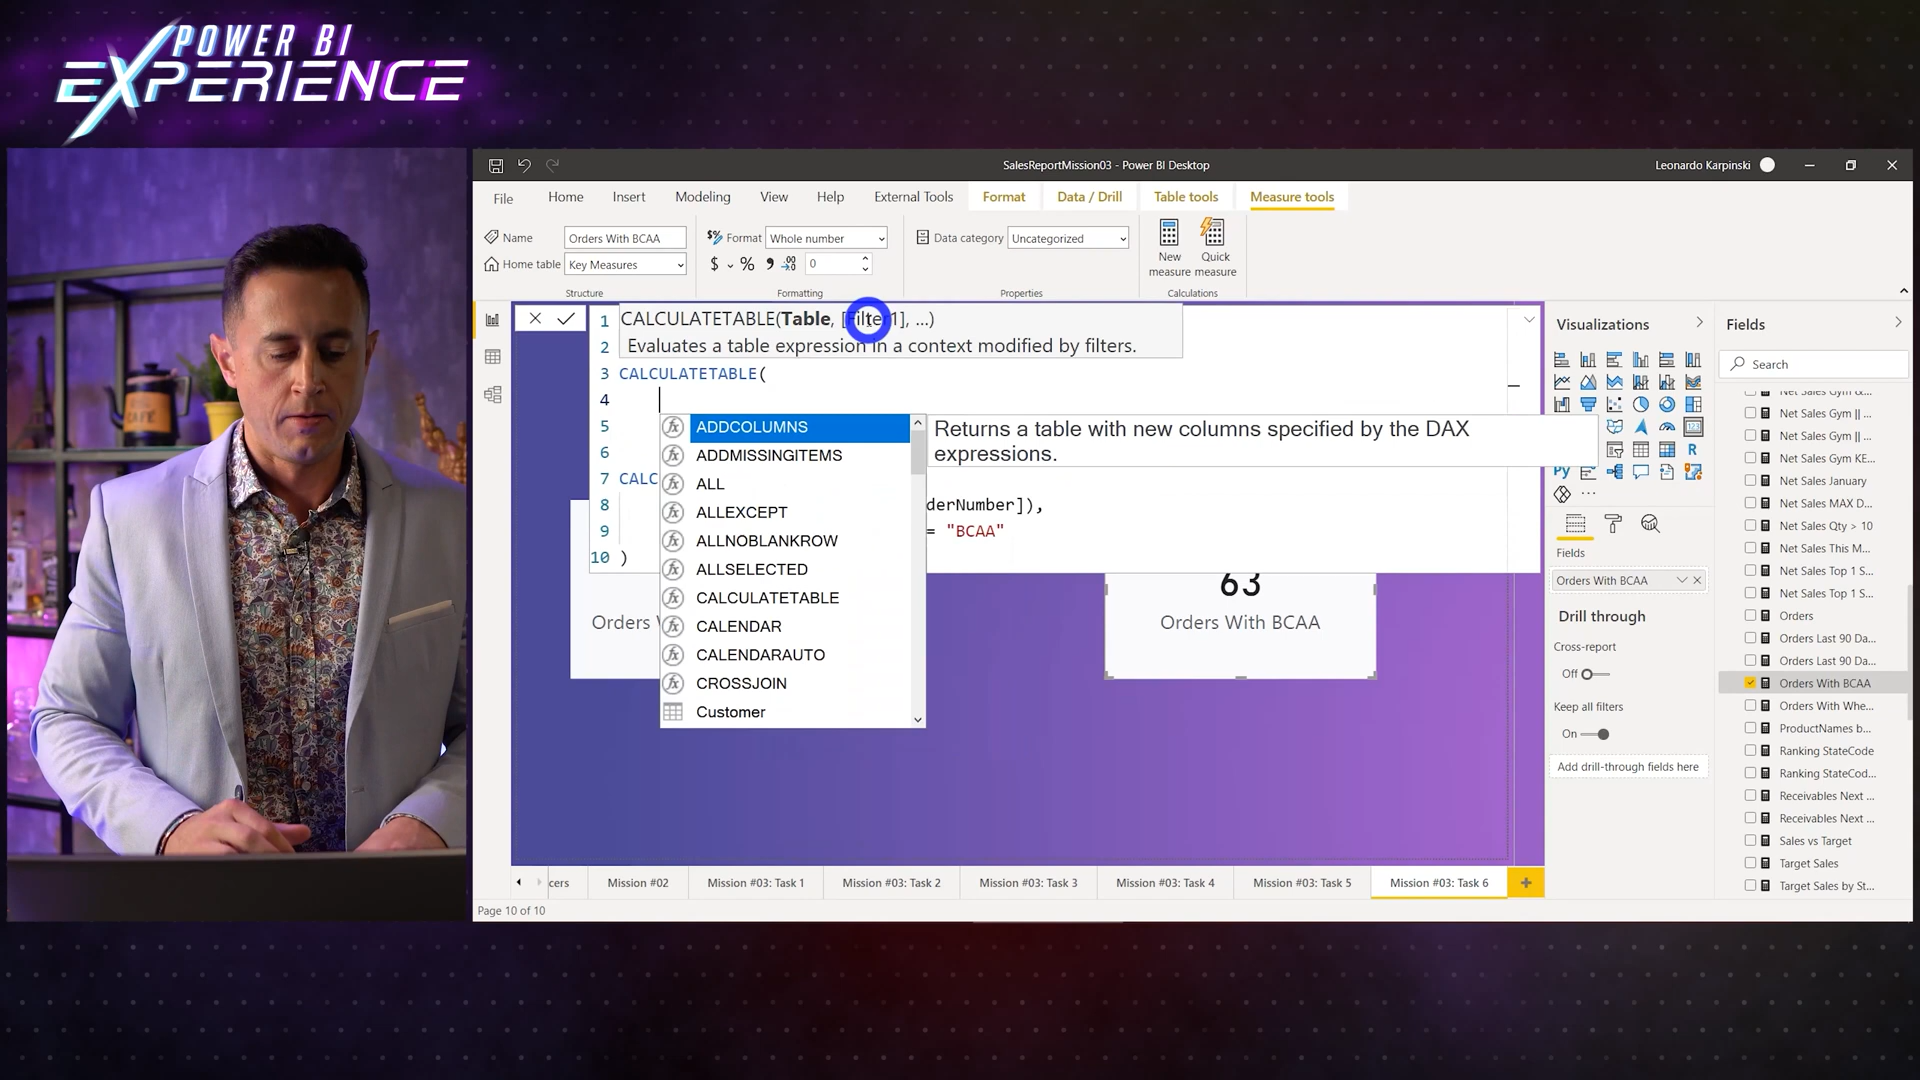 POWER BI
EXPERIENCE
CAFÉ
SalesReportMission03 - Power BI Desktop
Leonardo Karpinski
File
Home
Insert
Modeling
View
Help
External Tools
Format
Data / Drill
Table tools
Measure tools
Name
Orders With BCAA
Home table
Key Measures
Structure
Format
Whole number
$
%
0
Formatting
Data category
Uncategorized
Properties
New
measure
Quick
measure
Calculations
1
CALCULATETABLE(Table, [Filter1], ...)
2
Evaluates a table expression in a context modified by filters.
3 CALCULATETABLE(
4
5
6
7 CALC
8 derNumber]),
9 = "BCAA"
10 )
ADDCOLUMNS
ADDMISSINGITEMS
ALL
ALLEXCEPT
ALLNOBLANKROW
ALLSELECTED
CALCULATETABLE
CALENDAR
CALENDARAUTO
CROSSJOIN
Customer
Returns a table with new columns specified by the DAX
expressions.
Orders
63
Orders With BCAA
Visualizations
R
Py
Fields
Orders With BCAA
Drill through
Cross-report
Off
Keep all filters
On
Add drill-through fields here
Fields
Search
Net Sales Gym || ...
Net Sales Gym || ...
Net Sales Gym KE...
Net Sales January
Net Sales MAX D...
Net Sales Qty > 10
Net Sales This M...
Net Sales Top 1 S...
Net Sales Top 1 S...
Orders
Orders Last 90 Da...
Orders Last 90 Da...
Orders With BCAA
Orders With Whe...
ProductNames b...
Ranking StateCode
Ranking StateCod...
Receivables Next ...
Receivables Next ...
Sales vs Target
Target Sales
Target Sales by St...
cers
Mission #02
Mission #03: Task 1
Mission #03: Task 2
Mission #03: Task 3
Mission #03: Task 4
Mission #03: Task 5
Mission #03: Task 6
Page 10 of 10